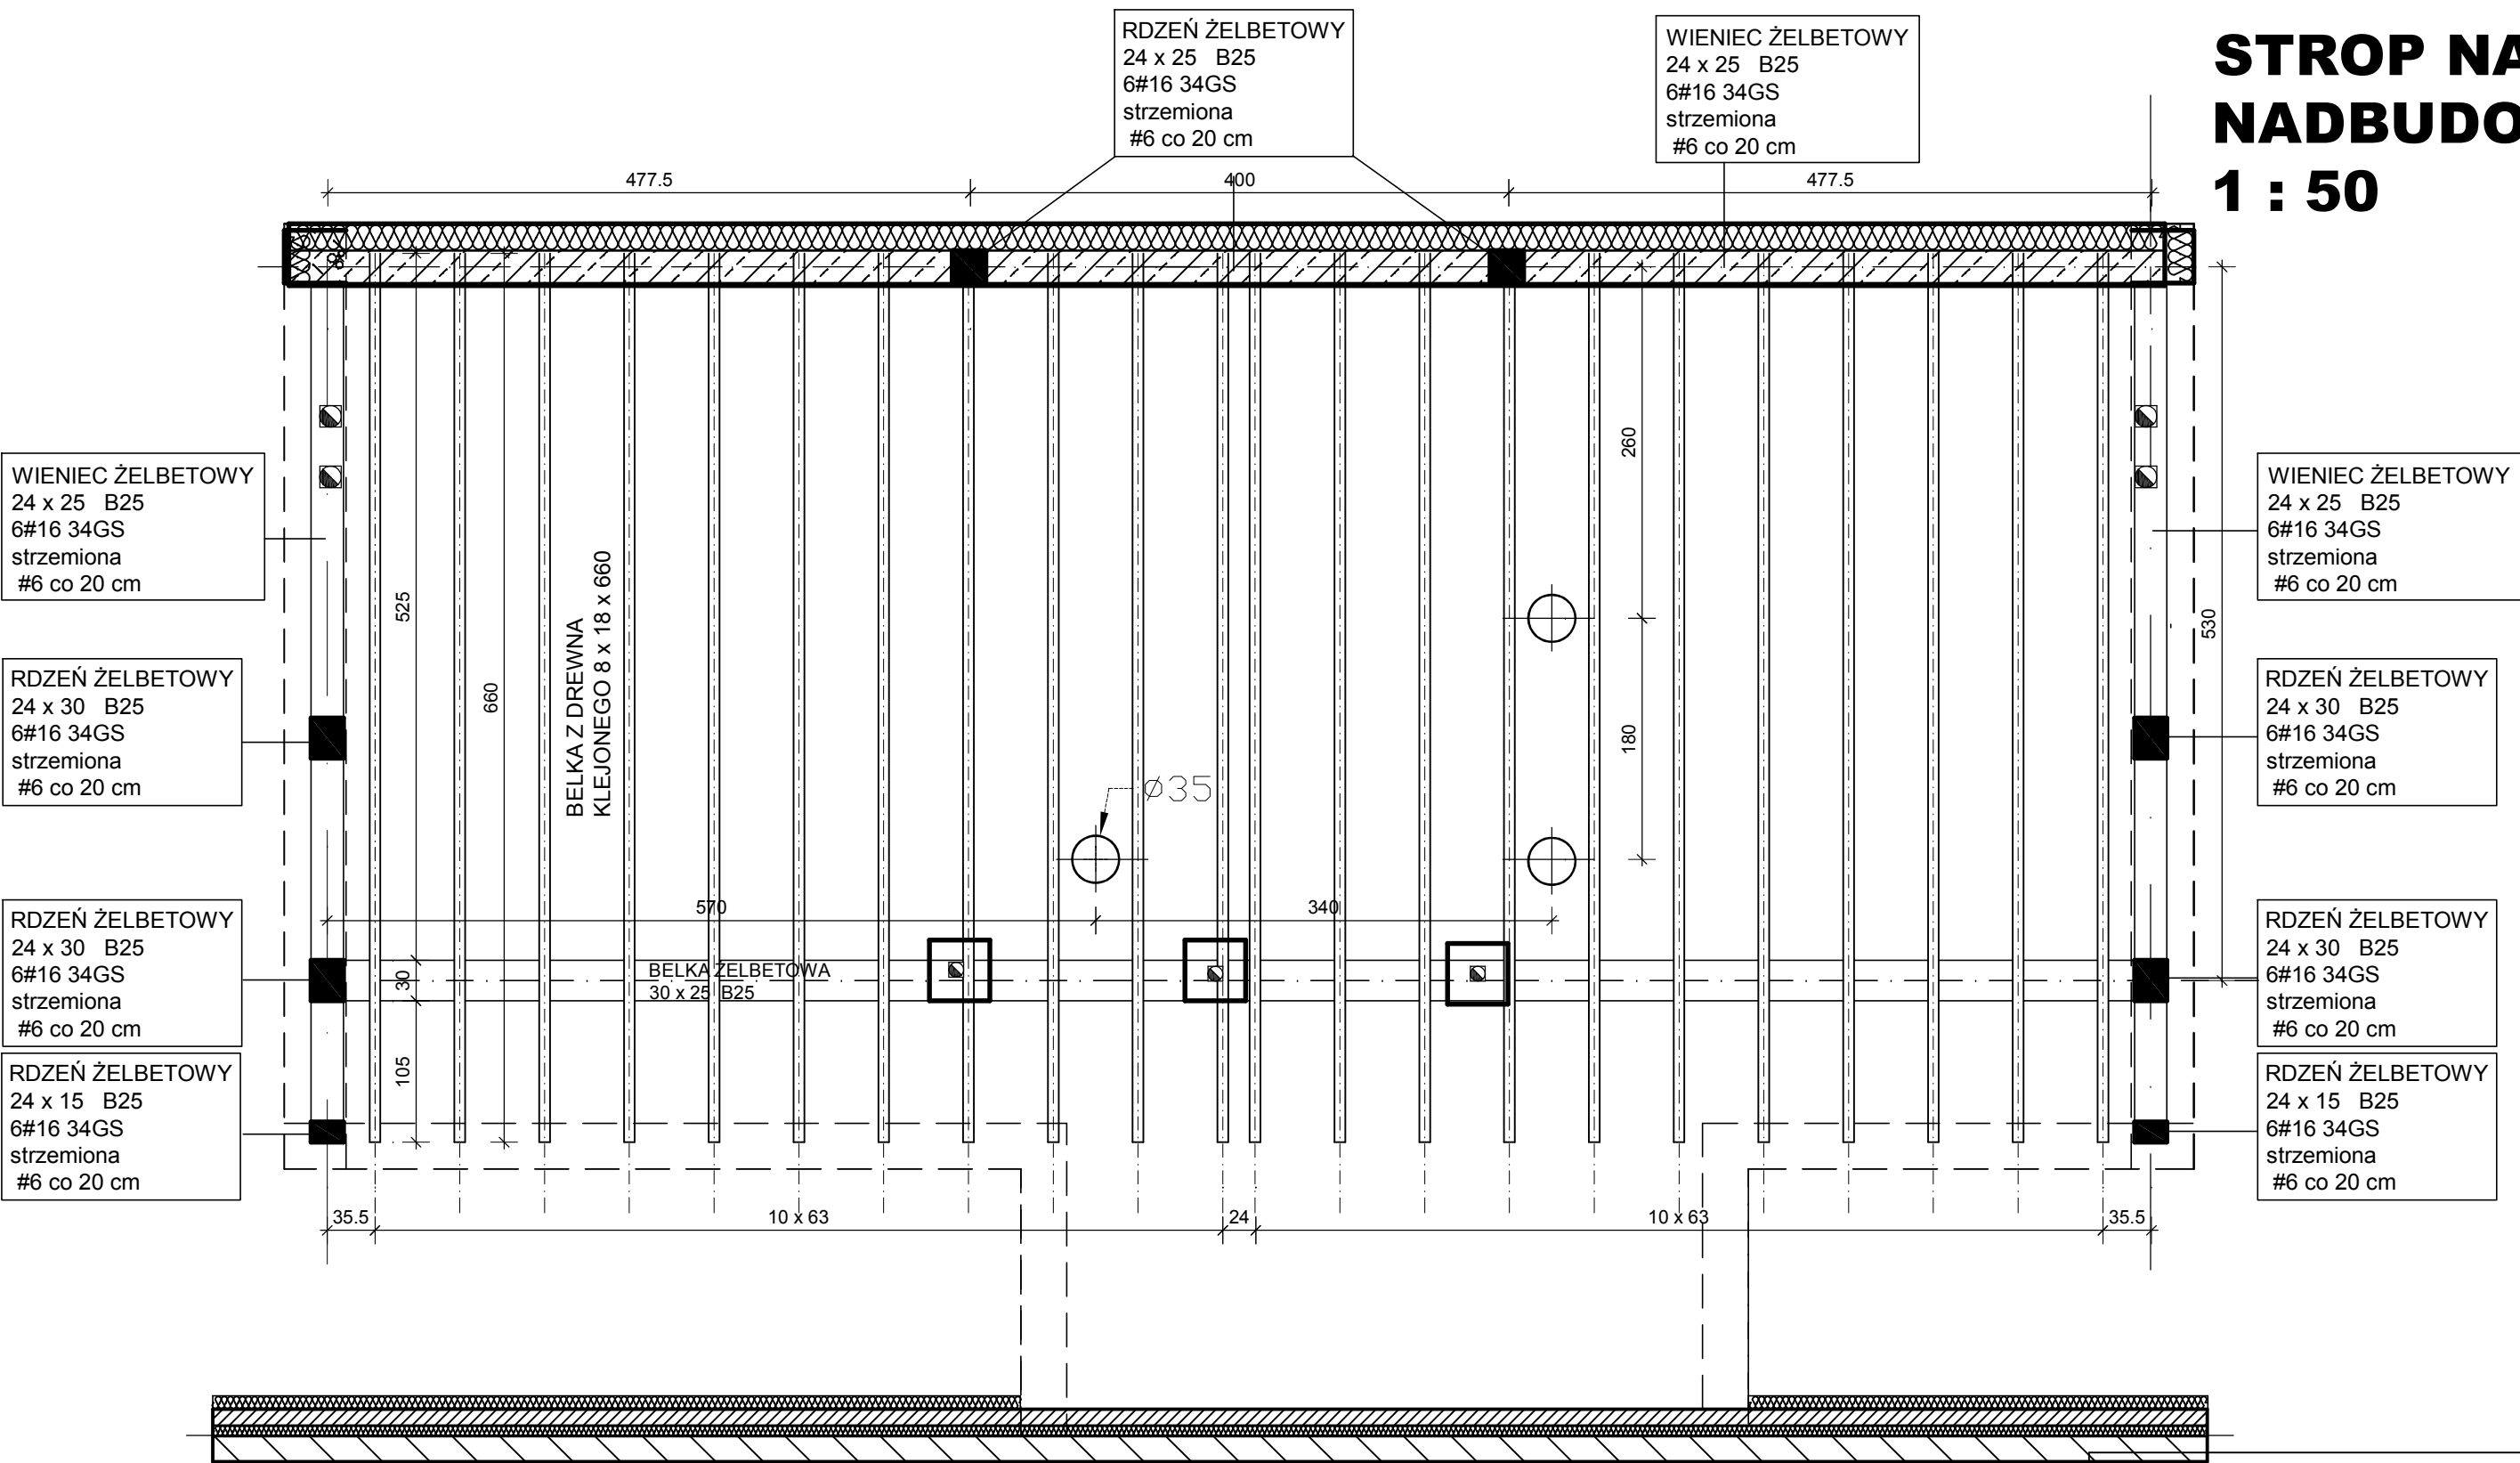 RDZEŃ ŻELBETOWY
24 x 25 B25
6#16 34GS
strzemiona
#6 co 20 cm
WIENIEC ŻELBETOWY
24 x 25 B25
6#16 34GS
strzemiona
#6 co 20 cm
STROP NA
NADBUDO
1 : 50
477.5
400
477.5
WIENIEC ŻELBETOWY
24 x 25 B25
6#16 34GS
strzemiona
#6 co 20 cm
RDZEŃ ŻELBETOWY
24 x 30 B25
6#16 34GS
strzemiona
#6 co 20 cm
RDZEŃ ŻELBETOWY
24 x 30 B25
6#16 34GS
strzemiona
#6 co 20 cm
RDZEŃ ŻELBETOWY
24 x 15 B25
6#16 34GS
strzemiona
#6 co 20 cm
525
660
30
105
BELKA Z DREWNA
KLEJONEGO 8 x 18 x 660
260
180
ø35
570
340
BELKA ŻELBETOWA
30 x 25 B25
530
WIENIEC ŻELBETOWY
24 x 25 B25
6#16 34GS
strzemiona
#6 co 20 cm
RDZEŃ ŻELBETOWY
24 x 30 B25
6#16 34GS
strzemiona
#6 co 20 cm
RDZEŃ ŻELBETOWY
24 x 30 B25
6#16 34GS
strzemiona
#6 co 20 cm
RDZEŃ ŻELBETOWY
24 x 15 B25
6#16 34GS
strzemiona
#6 co 20 cm
35.5
10 x 63
24
10 x 63
35.5